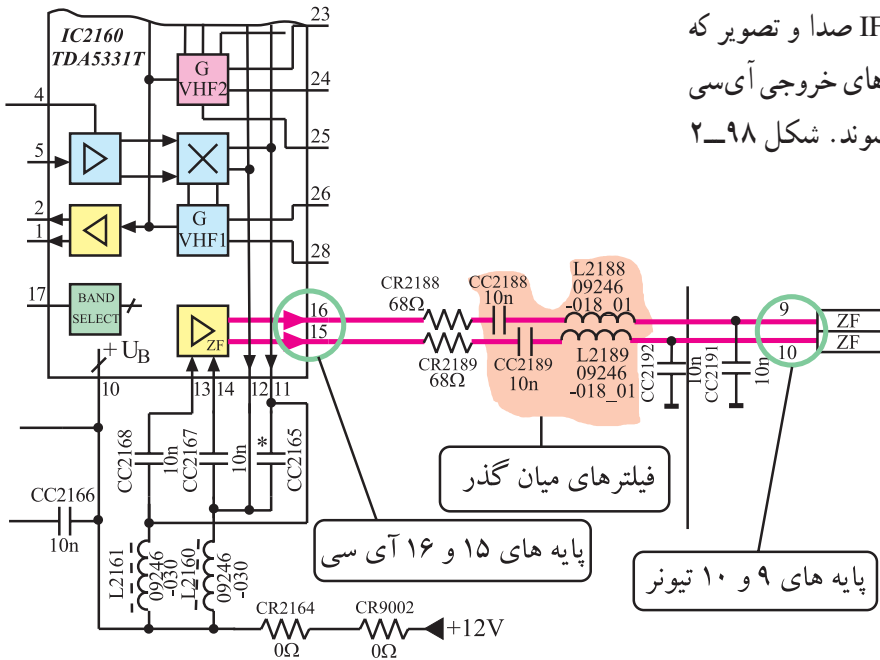 IF صدا و تصویر که
های خروجی آی‌سی
شوند. شکل ۹۸ــ۲
IC2160
TDA5331T
23
G
VHF2
24
4
25
5
26
2
G
VHF1
1
28
17
BAND
SELECT
+U_B
ZF
16
15
10
13
14
12
11
CR2188
68Ω
CC2188
10n
L2188
09246
-018_01
CR2189
68Ω
CC2189
10n
L2189
09246
-018_01
CC2192
10n
CC2191
10n
9
ZF
10
ZF
CC2168
10n
CC2167
10n
*
CC2165
CC2166
10n
L2161
09246
-030
L2160
09246
-030
CR2164
0Ω
CR9002
0Ω
+12V
فیلترهای میان گذر
پایه های ۱۵ و ۱۶ آی سی
پایه های ۹ و ۱۰ تیونر